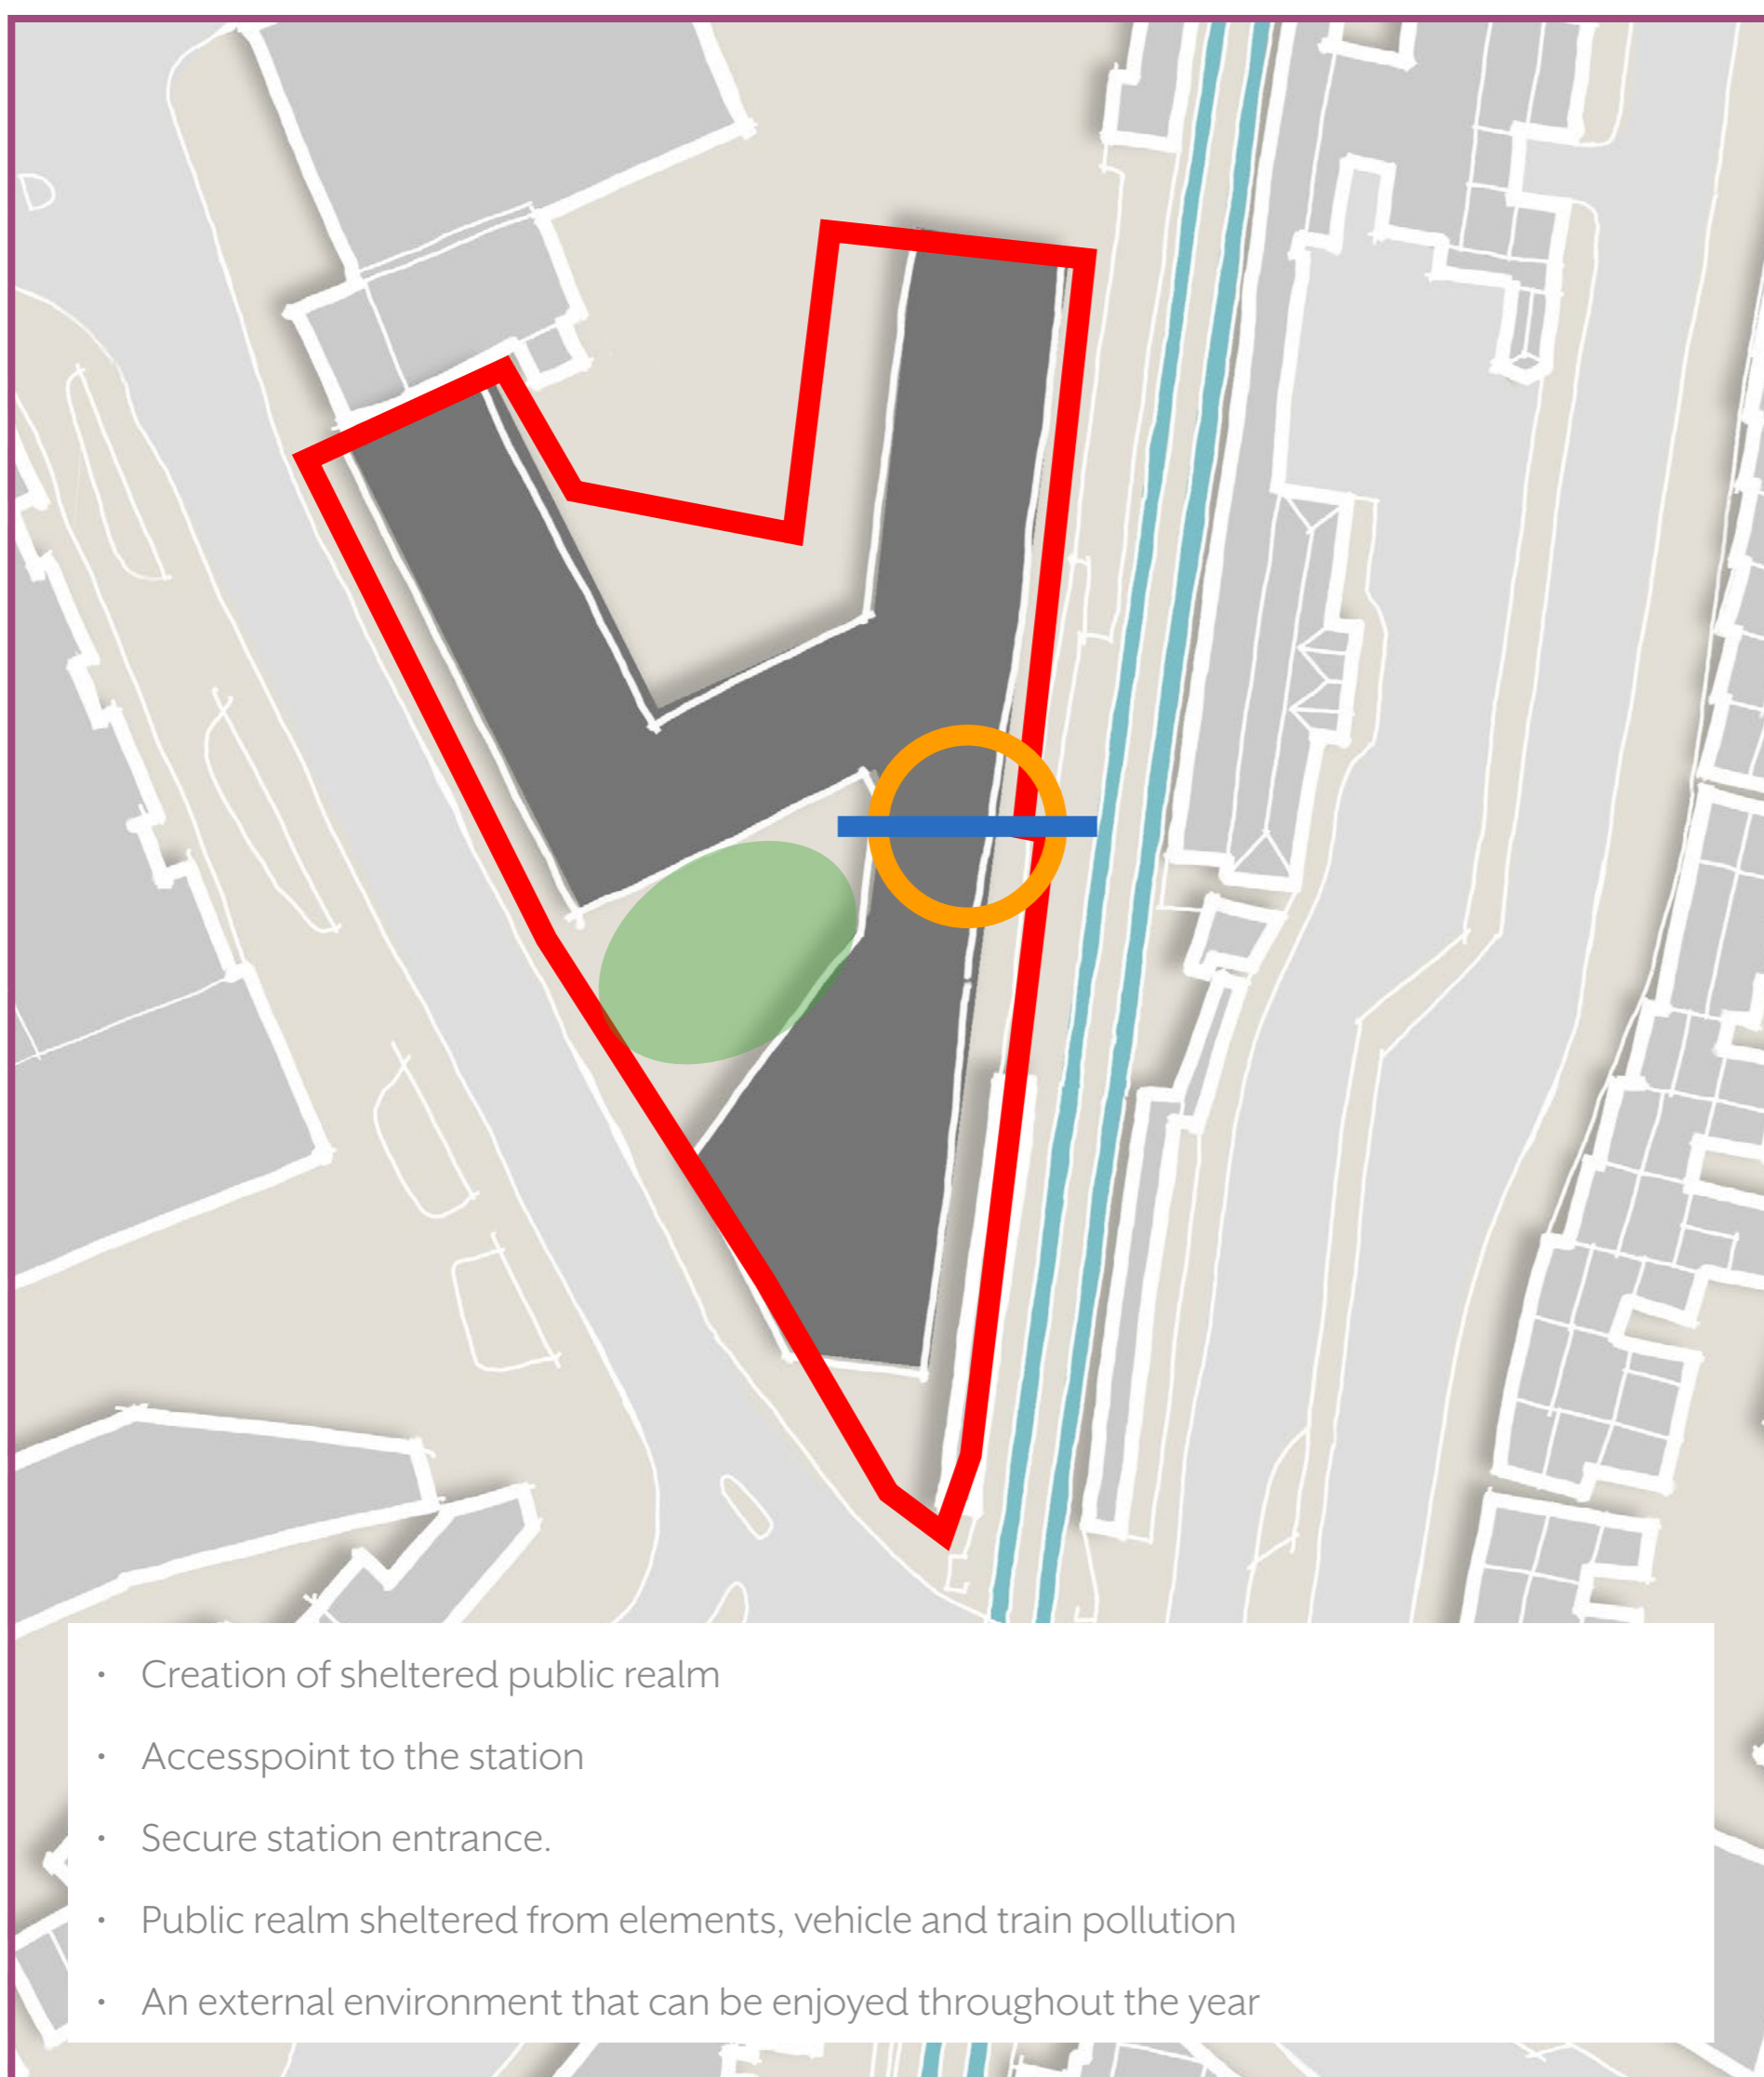 • Creation of sheltered public realm
• Accesspoint to the station
• Secure station entrance.
• Public realm sheltered from elements, vehicle and train pollution
• An external environment that can be enjoyed throughout the year